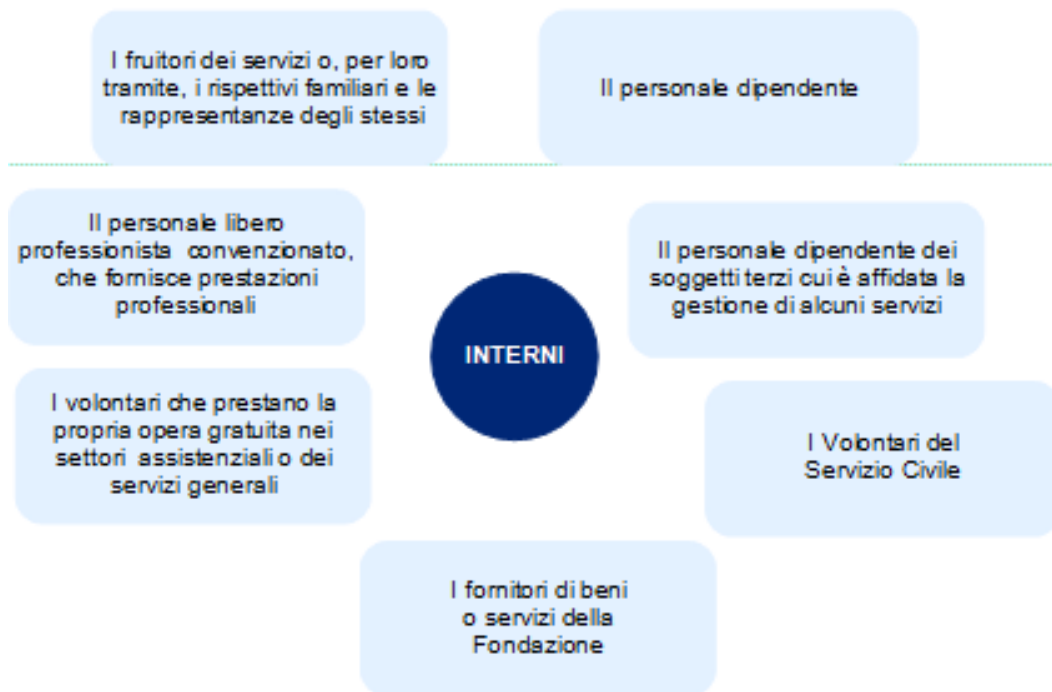 I fruitori dei servizi o, per loro
tramite, i rispettivi familiari e le
rappresentanze degli stessi
Il personale dipendente
Il personale libero
professionista convenzionato,
che fornisce prestazioni
professionali
Il personale dipendente dei
soggetti terzi cui è affidata la
gestione di alcuni servizi
INTERNI
I volontari che prestano la
propria opera gratuita nei
settori assistenziali o dei
servizi generali
I Volontari del
Servizio Civile
I fornitori di beni
o servizi della
Fondazione